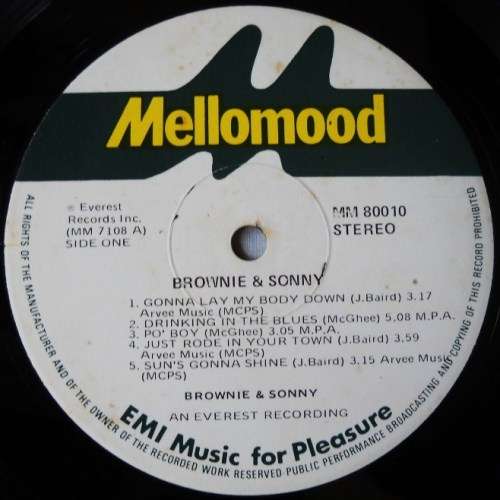 Mellomood
℗ Everest
Records Inc.
(MM 7108 A)
SIDE ONE
MM 80010
STEREO
BROWNIE & SONNY
1. GONNA LAY MY BODY DOWN (J.Baird) 3.17
Arvee Music (MCPS)
2. DRINKING IN THE BLUES (McGhee) 5.08 M.P.A.
3. PO' BOY (McGhee) 3.05 M.P.A.
4. JUST RODE IN YOUR TOWN (J.Baird) 3.59
Arvee Music (MCPS)
5. SUN'S GONNA SHINE (J.Baird) 3.15 Arvee Music
(MCPS)
BROWNIE & SONNY
AN EVEREST RECORDING
EMI Music for Pleasure
ALL RIGHTS OF THE MANUFACTURER AND OF THE OWNER OF THE RECORDED WORK RESERVED·PUBLIC PERFORMANCE BROADCASTING AND COPYING OF THIS RECORD PROHIBITED